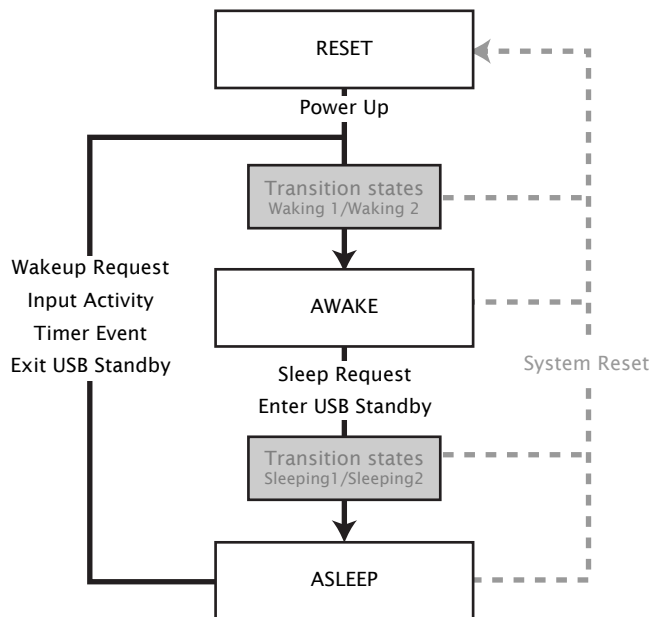 RESET
Power Up
Transition states
Waking 1/Waking 2
Wakeup Request
Input Activity
Timer Event
Exit USB Standby
AWAKE
System Reset
Sleep Request
Enter USB Standby
Transition states
Sleeping1/Sleeping2
ASLEEP